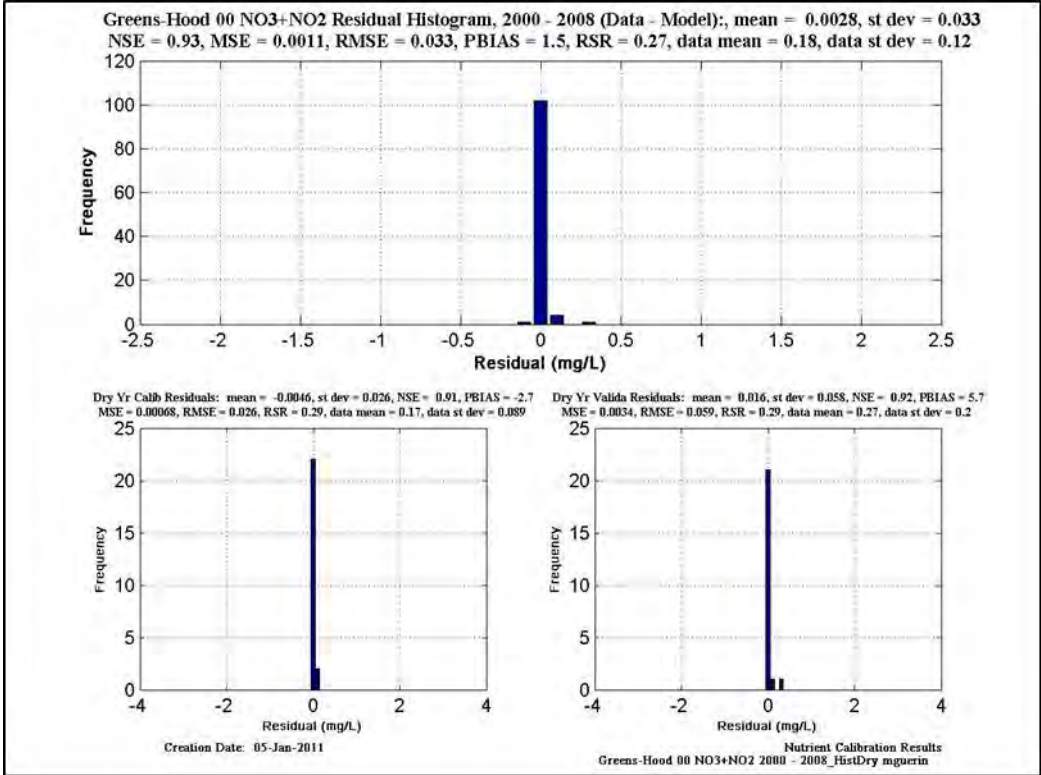 Greens-Hood 00 NO3+NO2 Residual Histogram, 2000 - 2008 (Data - Model):, mean = 0.0028, st dev = 0.033
NSE = 0.93, MSE = 0.0011, RMSE = 0.033, PBIAS = 1.5, RSR = 0.27, data mean = 0.18, data st dev = 0.12
120
100
80
60
40
20
0
Frequency
-2.5 -2 -1.5 -1 -0.5 0 0.5 1 1.5 2 2.5
Residual (mg/L)
Dry Yr Calib Residuals: mean = -0.0046, st dev = 0.026, NSE = 0.91, PBIAS = -2.7
MSE = 0.00068, RMSE = 0.026, RSR = 0.29, data mean = 0.17, data st dev = 0.089
25
20
15
10
5
0
Frequency
-4 -2 0 2 4
Residual (mg/L)
Creation Date: 05-Jan-2011
Dry Yr Valida Residuals: mean = 0.016, st dev = 0.058, NSE = 0.92, PBIAS = 5.7
MSE = 0.0034, RMSE = 0.059, RSR = 0.29, data mean = 0.27, data st dev = 0.2
25
20
15
10
5
0
Frequency
-4 -2 0 2 4
Residual (mg/L)
Nutrient Calibration Results
Greens-Hood 00 NO3+NO2 2000 - 2008_HistDry mguerin